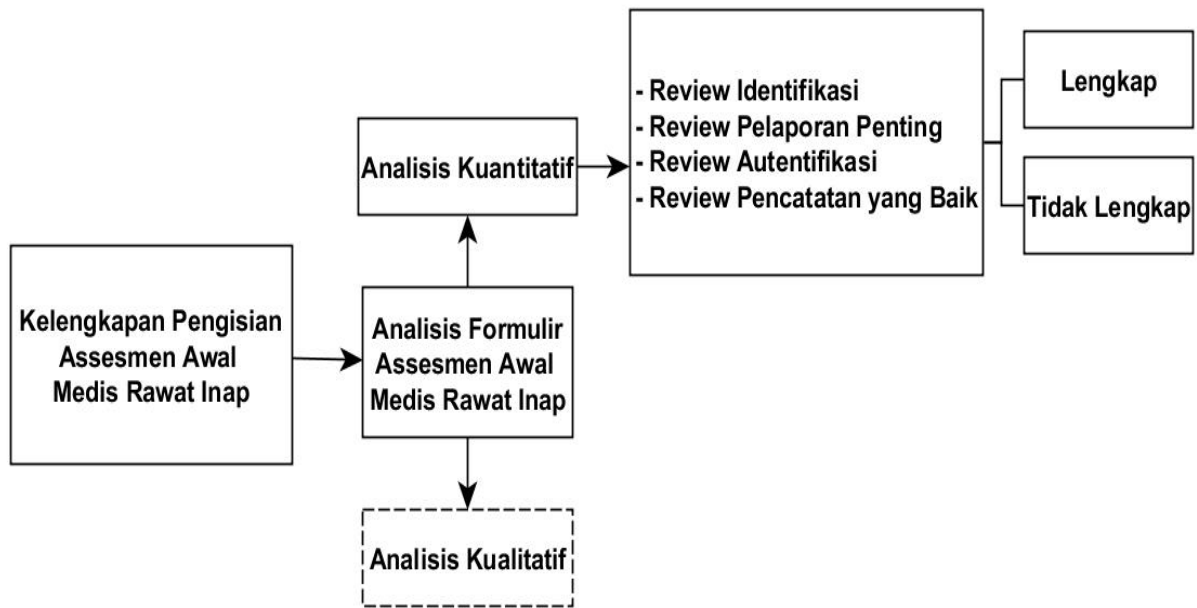 Kelengkapan Pengisian
Assesmen Awal
Medis Rawat Inap
Analisis Formulir
Assesmen Awal
Medis Rawat Inap
Analisis Kuantitatif
Analisis Kualitatif
- Review Identifikasi
- Review Pelaporan Penting
- Review Autentifikasi
- Review Pencatatan yang Baik
Lengkap
Tidak Lengkap